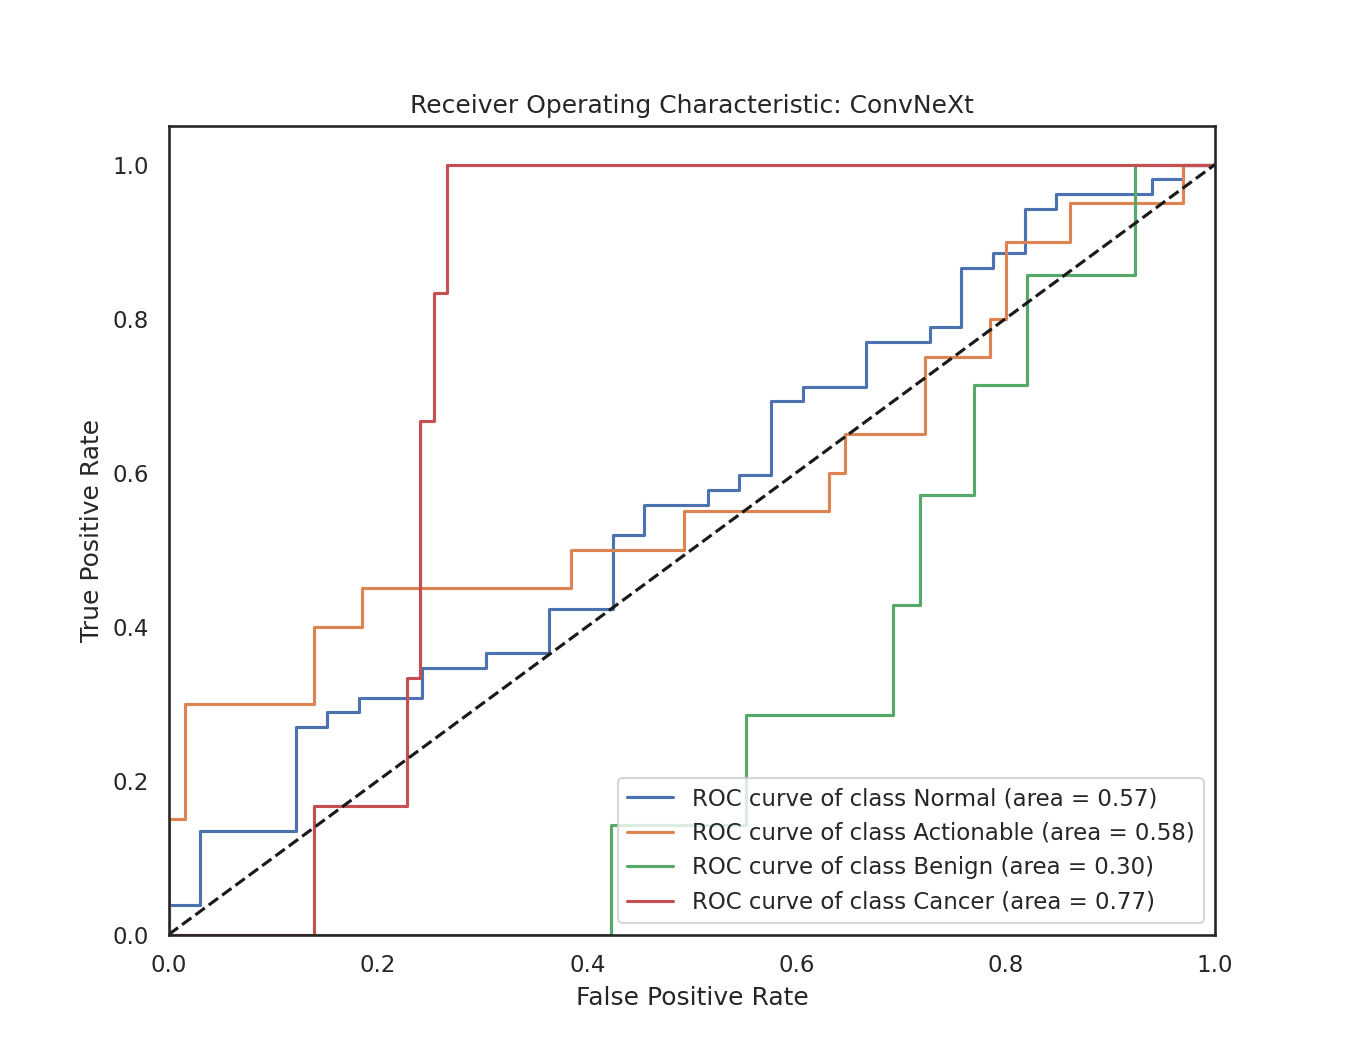 Receiver Operating Characteristic: ConvNeXt
1.0
0.8
0.6
0.4
0.2
0.0
True Positive Rate
ROC curve of class Normal (area = 0.57)
ROC curve of class Actionable (area = 0.58)
ROC curve of class Benign (area = 0.30)
ROC curve of class Cancer (area = 0.77)
0.0 0.2 0.4 0.6 0.8 1.0
False Positive Rate